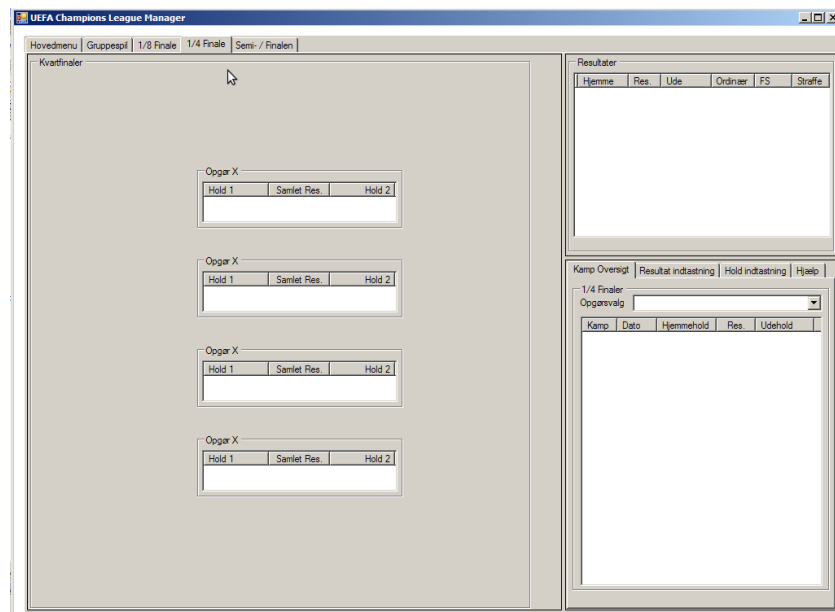 UEFA Champions League Manager
Hovedmenu Gruppespil 1/8 Finale 1/4 Finale Semi- / Finalen
Kvartfinaler
Opgør X
Hold 1 Samlet Res. Hold 2
Opgør X
Hold 1 Samlet Res. Hold 2
Opgør X
Hold 1 Samlet Res. Hold 2
Opgør X
Hold 1 Samlet Res. Hold 2
Resultater
Hjemme Res. Ude Ordinær FS Straffe
Kamp Oversigt Resultat indtastning Hold indtastning Hjælp
1/4 Finaler
Opgørsvalg
Kamp Dato Hjemmehold Res. Udehold